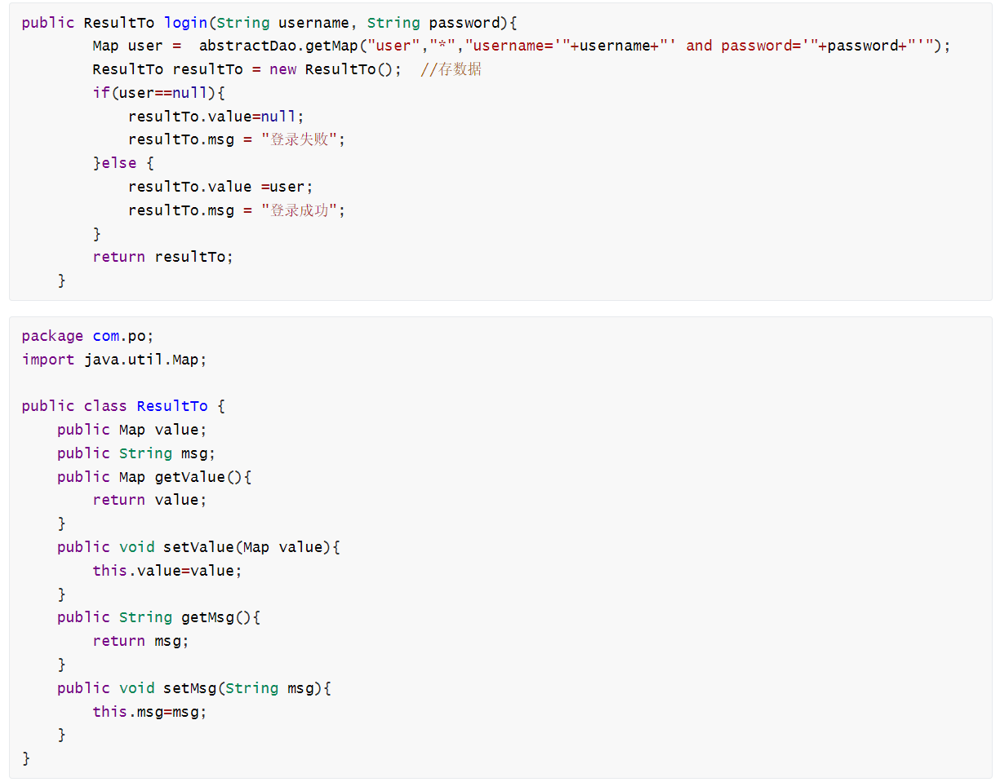 public ResultTo login(String username, String password){
        Map user =  abstractDao.getMap("user","*","username='"+username+"' and password='"+password+"'");
        ResultTo resultTo = new ResultTo();  //存数据
        if(user==null){
            resultTo.value=null;
            resultTo.msg = "登录失败";
        }else {
            resultTo.value =user;
            resultTo.msg = "登录成功";
        }
        return resultTo;
    }
package com.po;
import java.util.Map;

public class ResultTo {
    public Map value;
    public String msg;
    public Map getValue(){
        return value;
    }
    public void setValue(Map value){
        this.value=value;
    }
    public String getMsg(){
        return msg;
    }
    public void setMsg(String msg){
        this.msg=msg;
    }
}